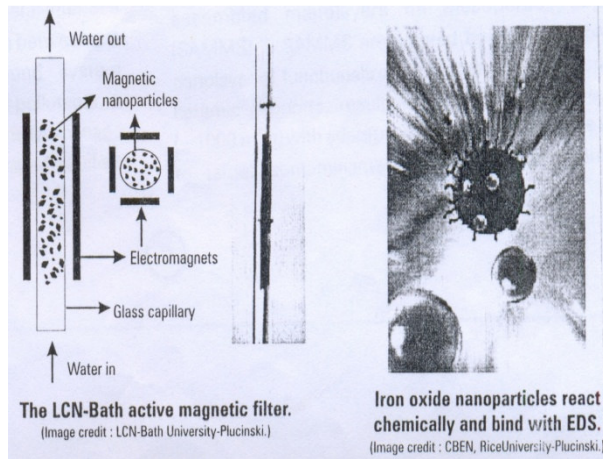 Water out
Magnetic
nanoparticles
Electromagnets
Glass capillary
Water in
The LCN-Bath active magnetic filter.
(Image credit : LCN-Bath University-Plucinski.)
Iron oxide nanoparticles react
chemically and bind with EDS.
(Image credit : CBEN, RiceUniversity-Plucinski.)